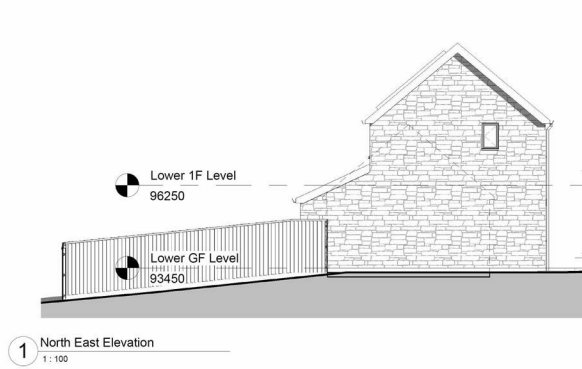 Lower 1F Level
96250
Lower GF Level
93450
1 North East Elevation
1 : 100